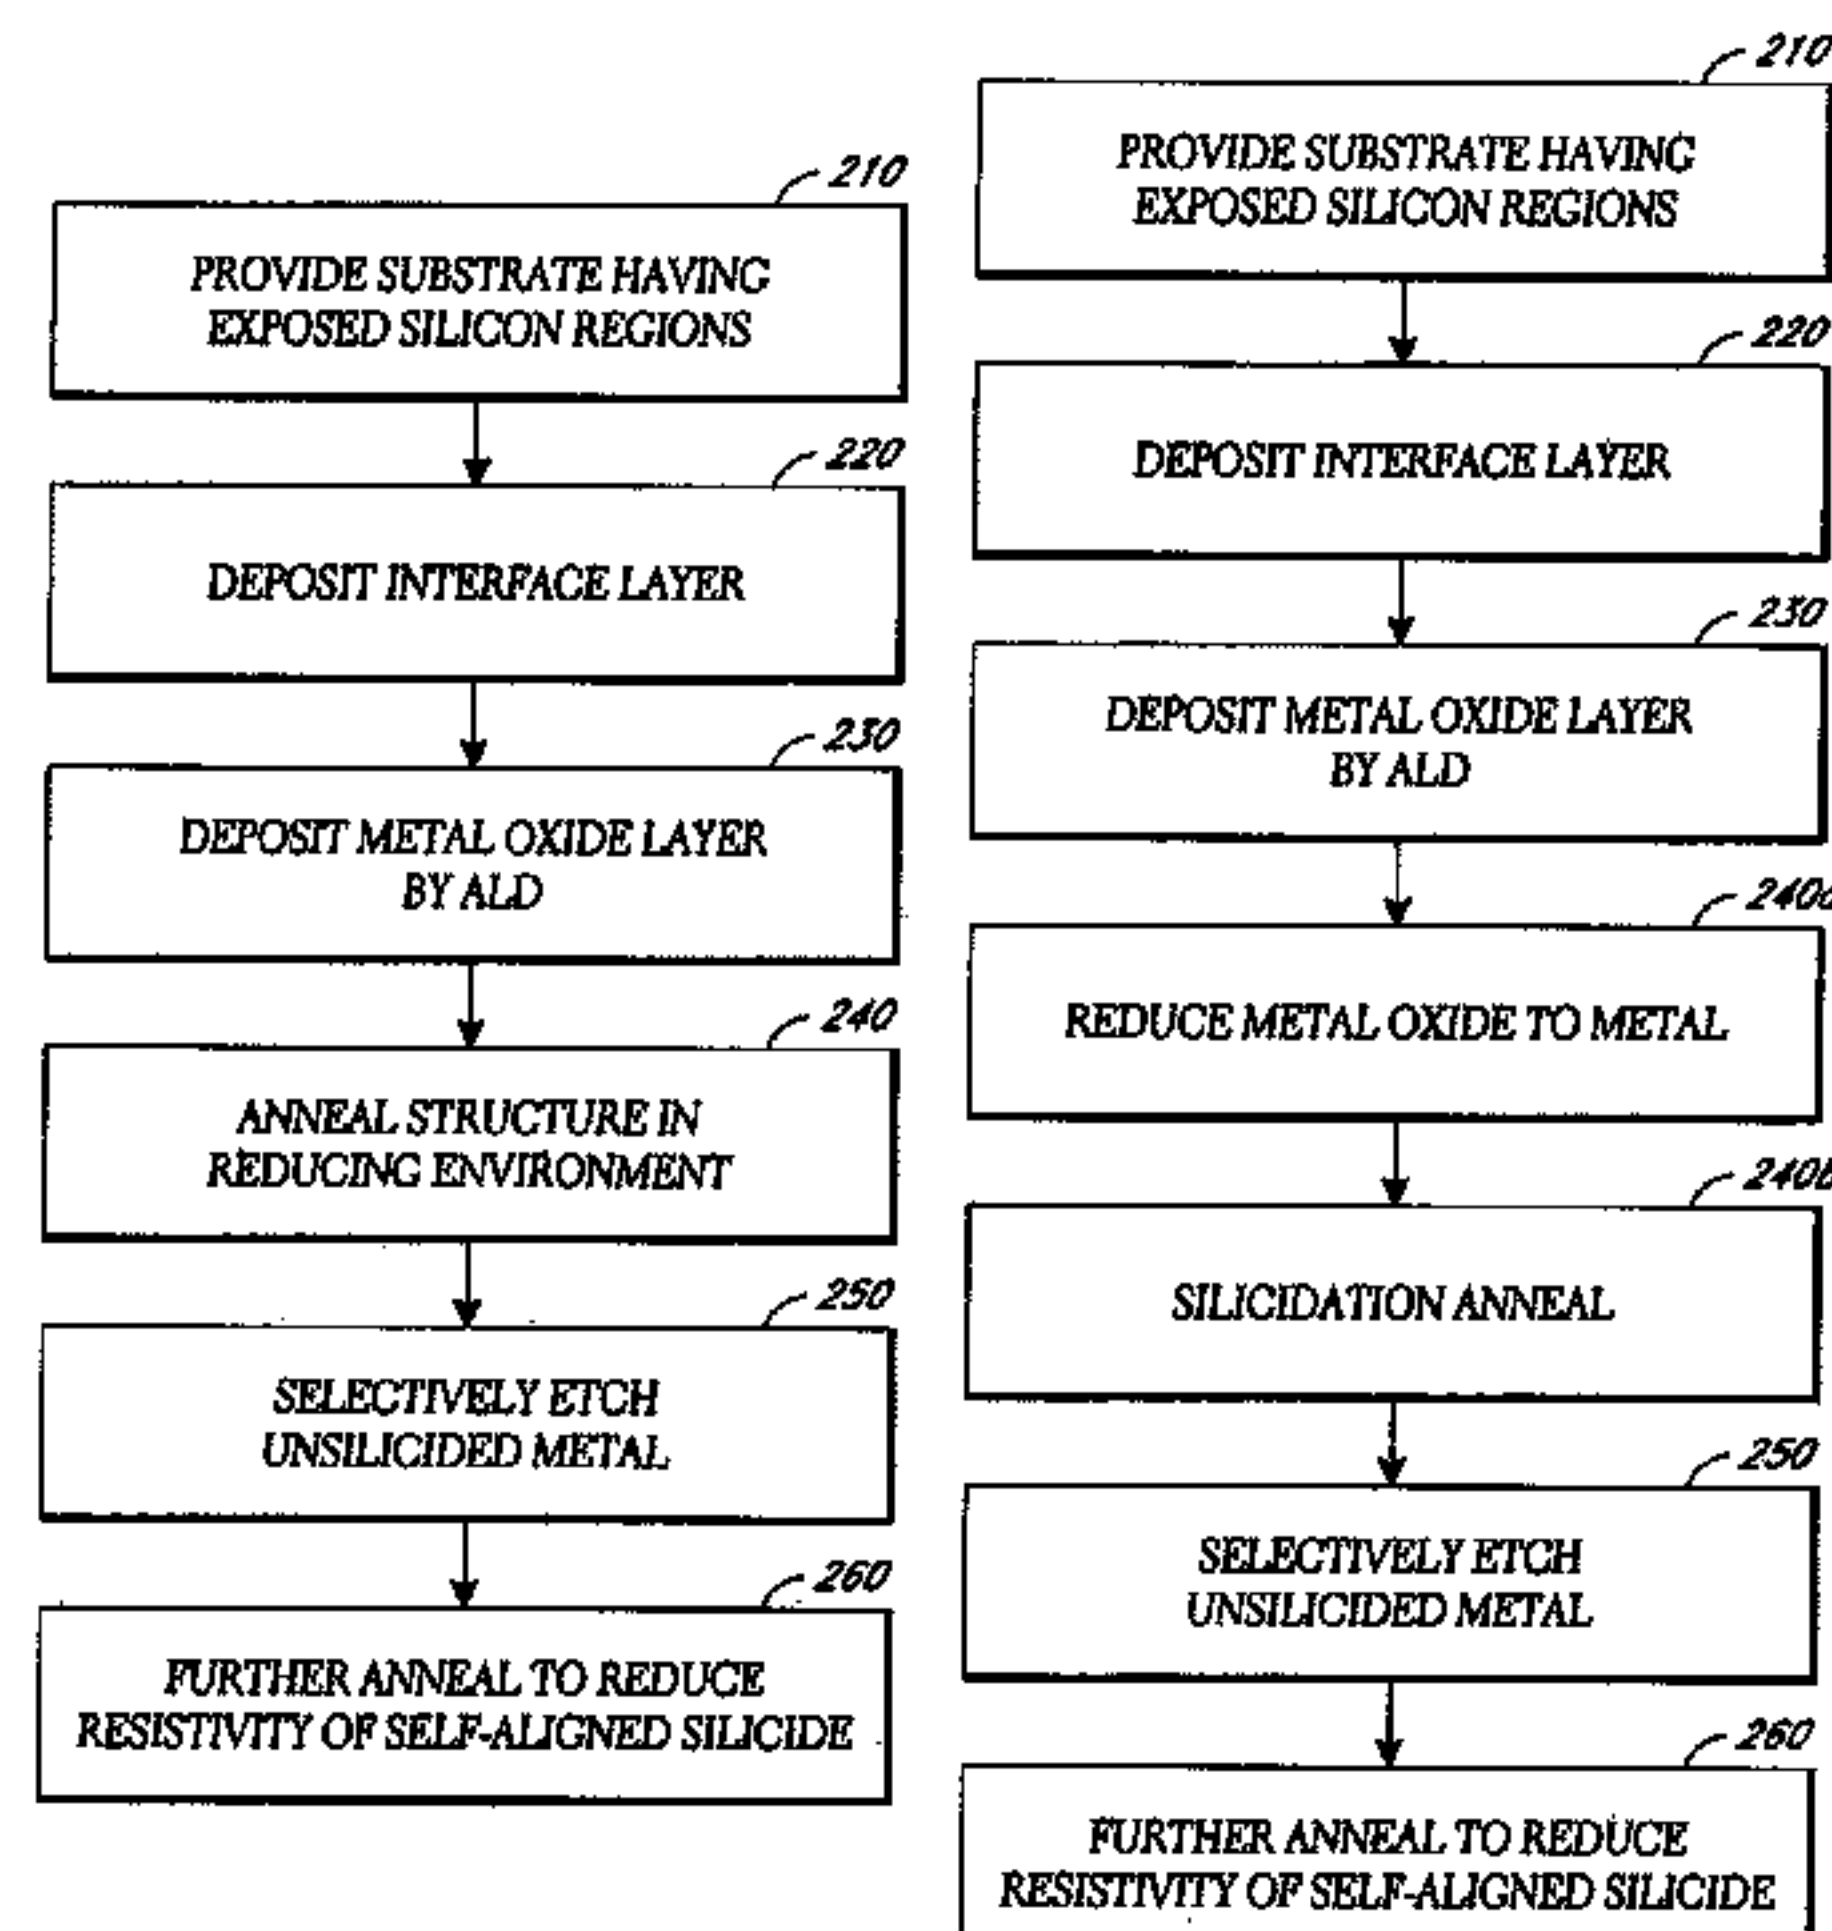 210
PROVIDE SUBSTRATE HAVING
EXPOSED SILICON REGIONS
220
DEPOSIT INTERFACE LAYER
230
DEPOSIT METAL OXIDE LAYER
BY ALD
240
ANNEAL STRUCTURE IN
REDUCING ENVIRONMENT
250
SELECTIVELY ETCH
UNSILICIDED METAL
260
FURTHER ANNEAL TO REDUCE
RESISTIVITY OF SELF-ALIGNED SILICIDE
210
PROVIDE SUBSTRATE HAVING
EXPOSED SILICON REGIONS
220
DEPOSIT INTERFACE LAYER
230
DEPOSIT METAL OXIDE LAYER
BY ALD
240a
REDUCE METAL OXIDE TO METAL
240b
SILICIDATION ANNEAL
250
SELECTIVELY ETCH
UNSILICIDED METAL
260
FURTHER ANNEAL TO REDUCE
RESISTIVITY OF SELF-ALIGNED SILICIDE